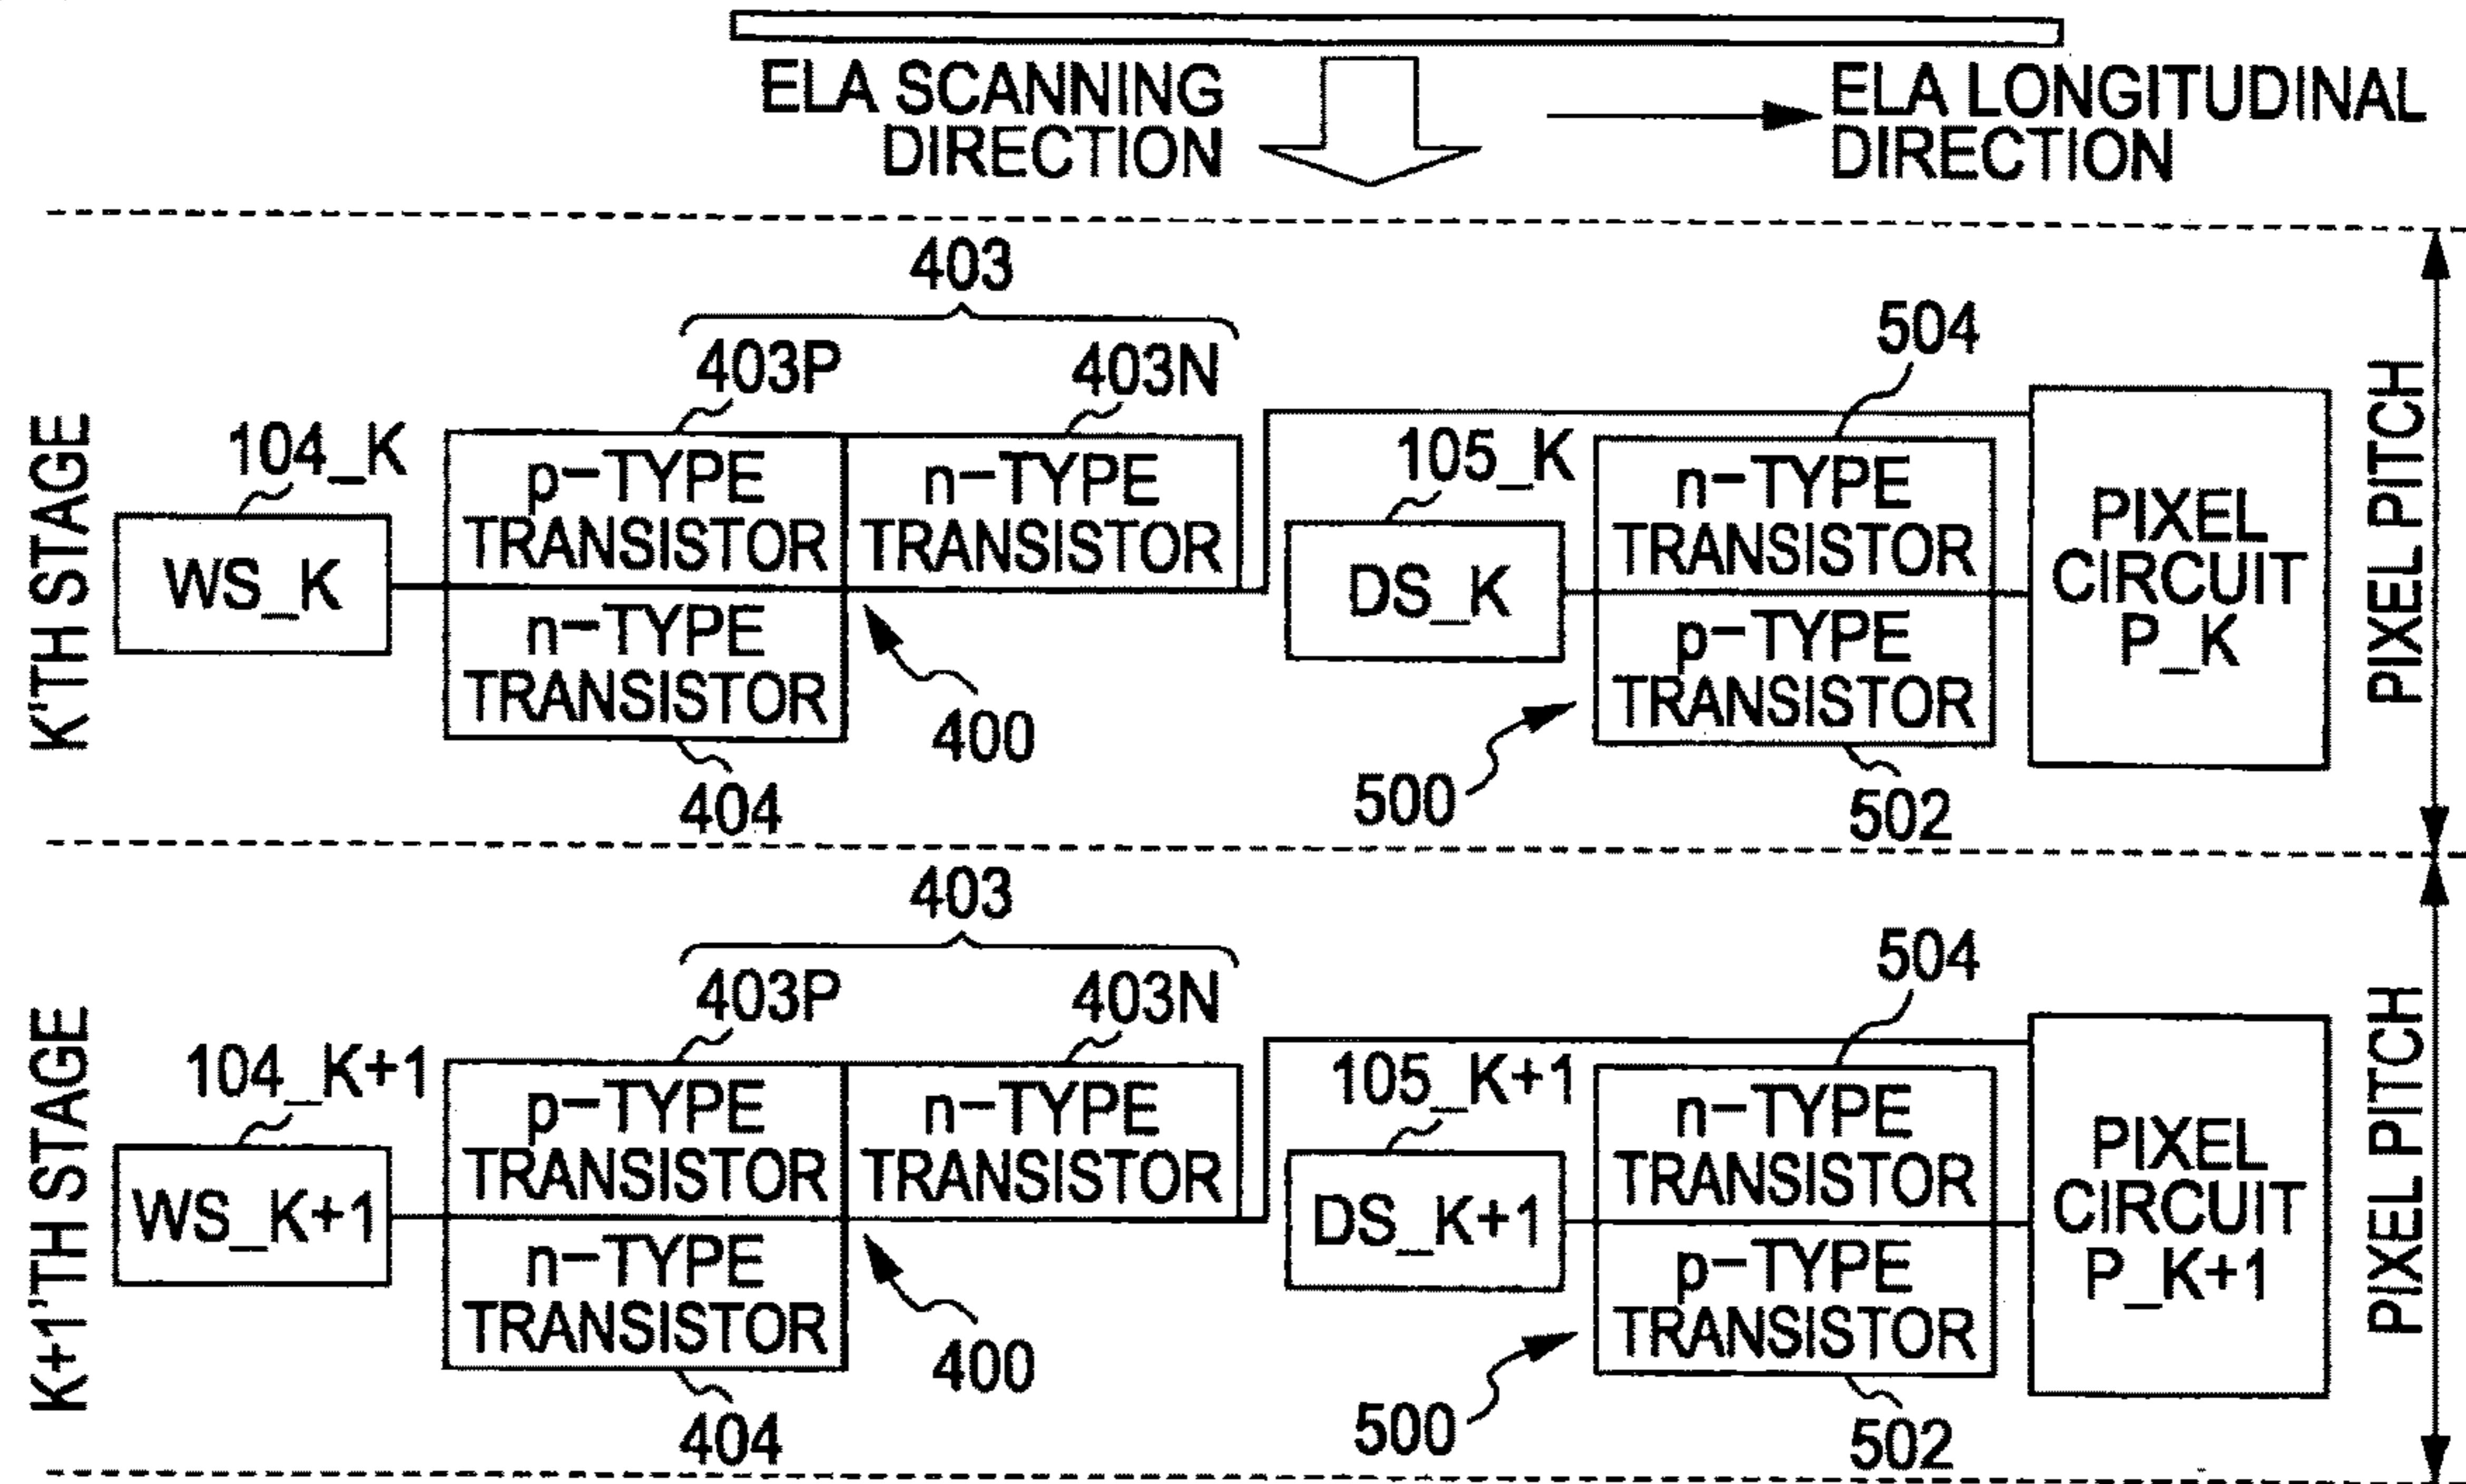 ELA SCANNING
DIRECTION
ELA LONGITUDINAL
DIRECTION
K'TH STAGE
403
403P
403N
504
104_K
105_K
WS_K
p-TYPE
TRANSISTOR
n-TYPE
TRANSISTOR
n-TYPE
TRANSISTOR
DS_K
n-TYPE
TRANSISTOR
p-TYPE
TRANSISTOR
PIXEL
CIRCUIT
P_K
PIXEL PITCH
400
404
500
502
K+1'TH STAGE
403
403P
403N
504
104_K+1
105_K+1
WS_K+1
p-TYPE
TRANSISTOR
n-TYPE
TRANSISTOR
n-TYPE
TRANSISTOR
DS_K+1
n-TYPE
TRANSISTOR
p-TYPE
TRANSISTOR
PIXEL
CIRCUIT
P_K+1
PIXEL PITCH
400
404
500
502